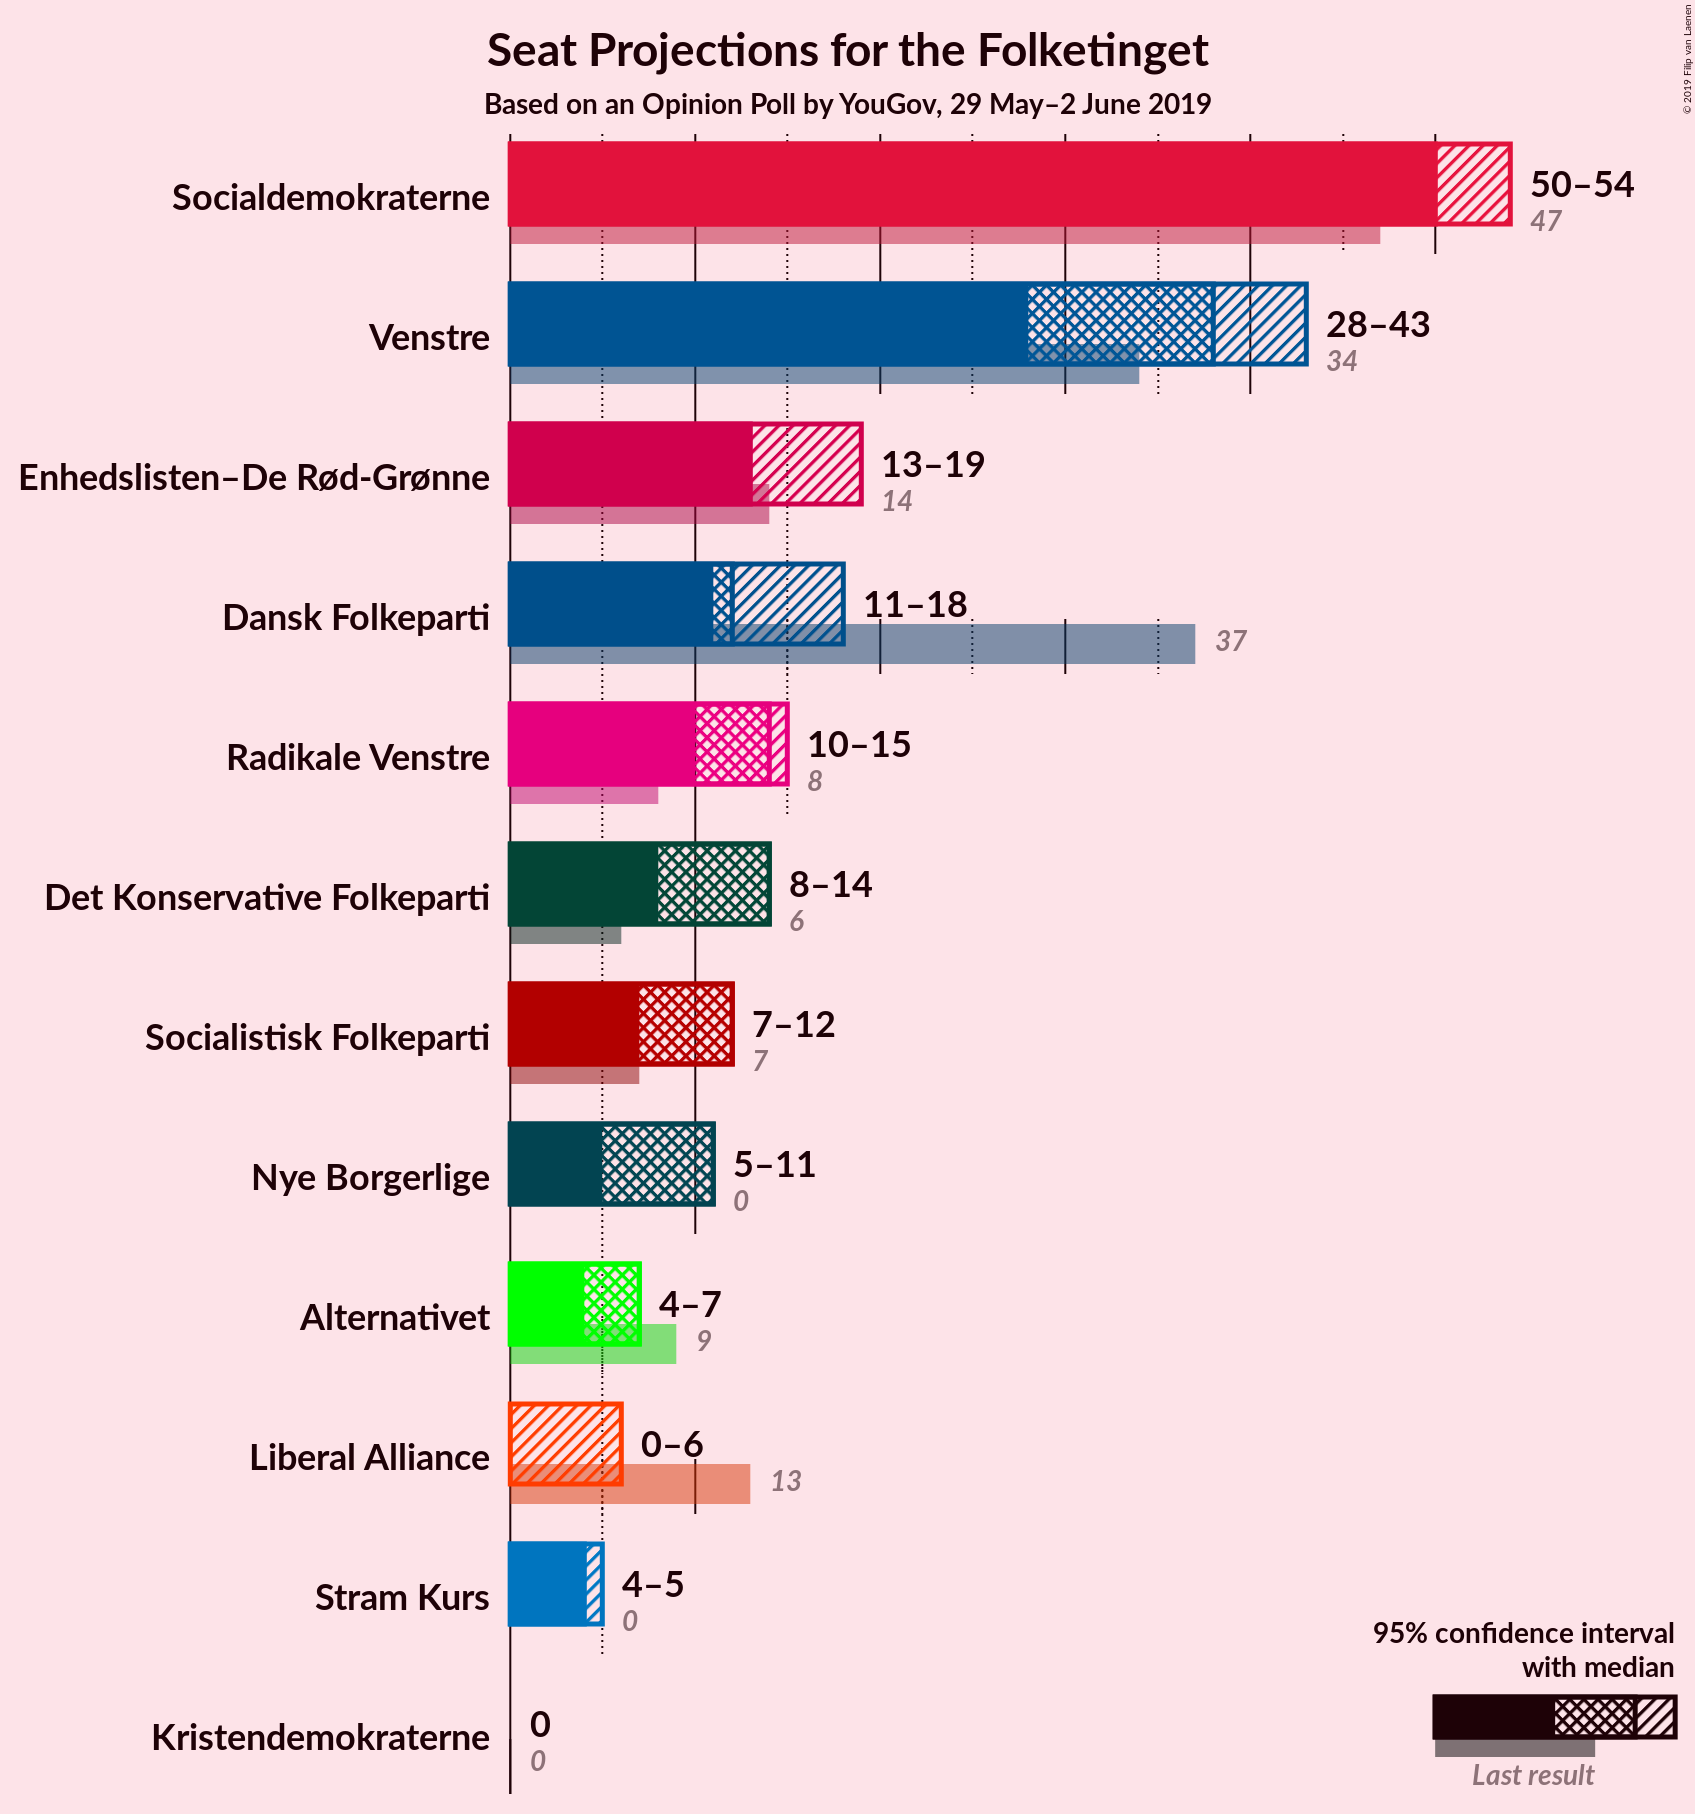 Seat Projections for the Folketinget
Based on an Opinion Poll by YouGov, 29 May–2 June 2019
© 2019 Filip van Laenen
Socialdemokraterne
50–54
47
Venstre
28–43
34
Enhedslisten–De Rød-Grønne
13–19
14
Dansk Folkeparti
11–18
37
Radikale Venstre
10–15
8
Det Konservative Folkeparti
8–14
6
Socialistisk Folkeparti
7–12
7
Nye Borgerlige
5–11
0
Alternativet
4–7
9
Liberal Alliance
0–6
13
Stram Kurs
4–5
0
Kristendemokraterne
0
0
95% confidence interval
with median
Last result